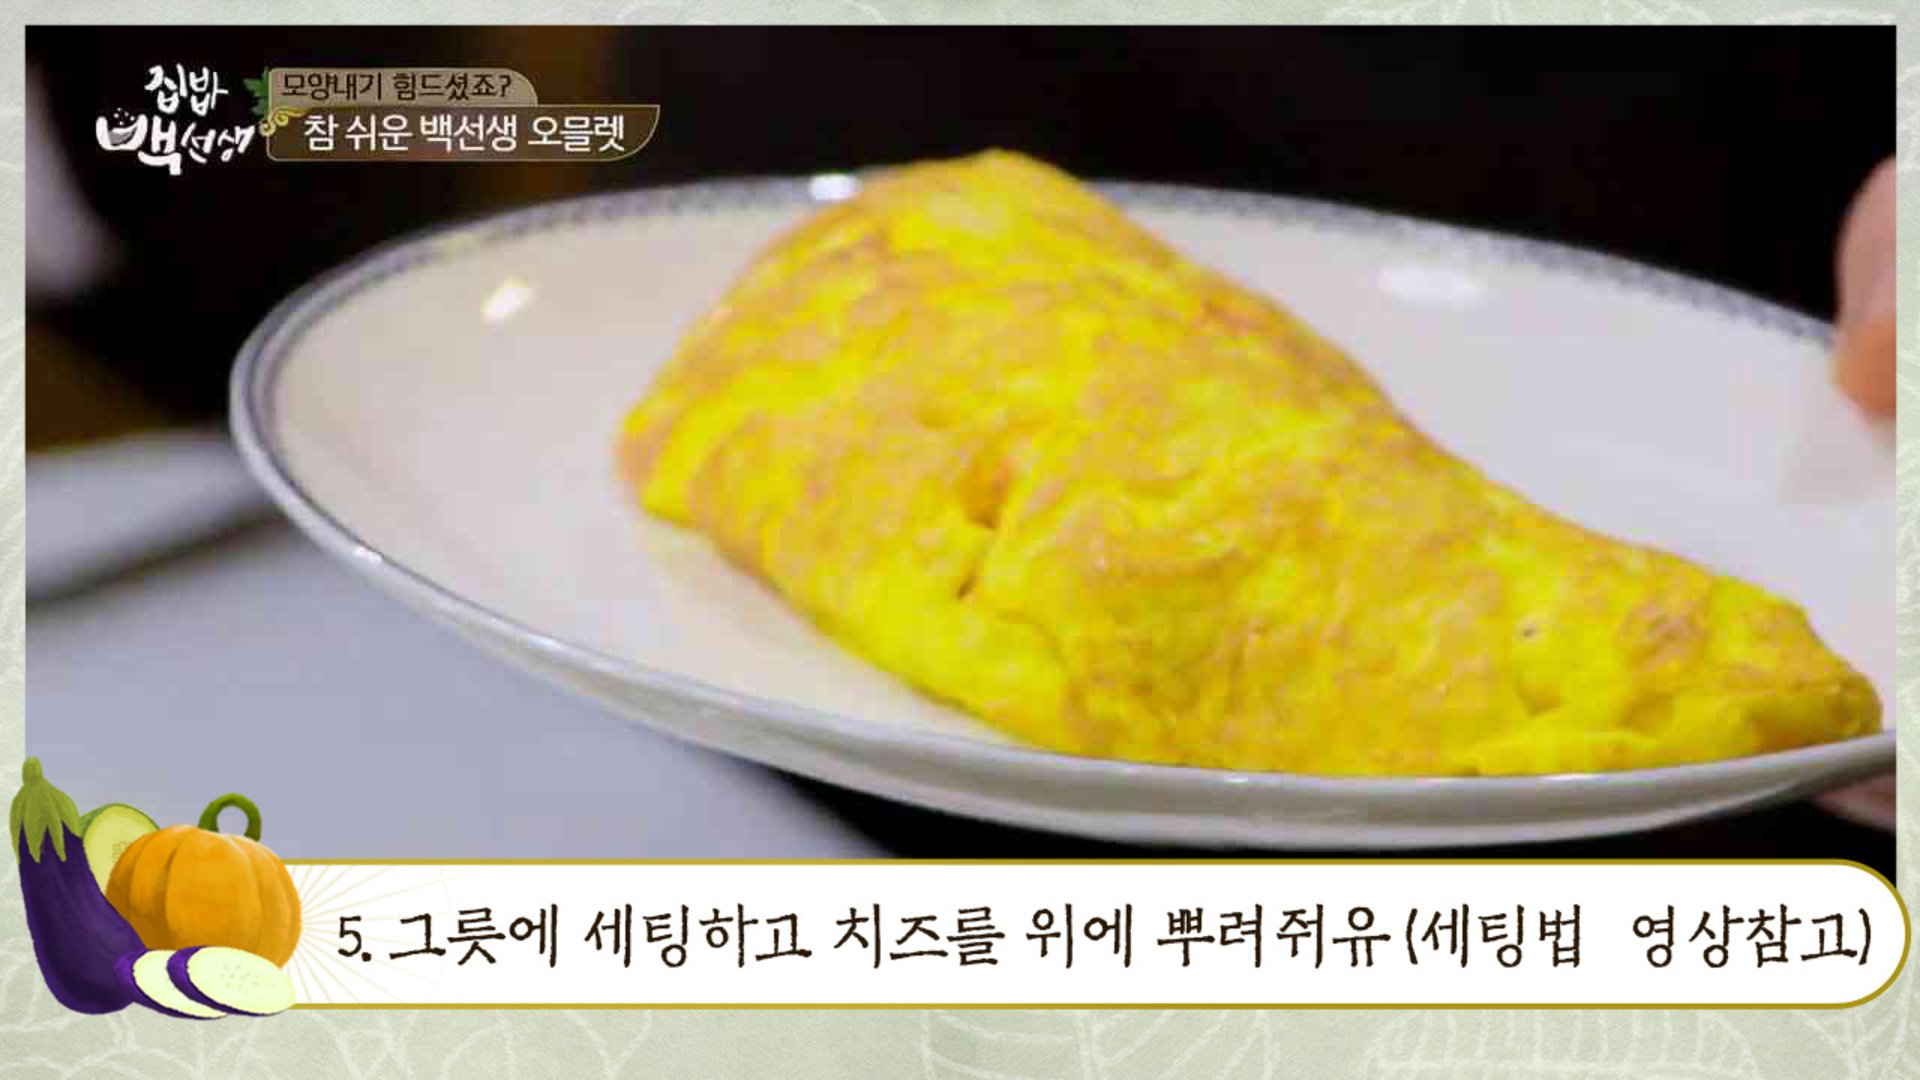 집밥
백선생
모양내기 힘드셨죠?
참 쉬운 백선생 오믈렛
5. 그릇에 세팅하고 치즈를 위에 뿌려줘유(세팅법 영상참고)